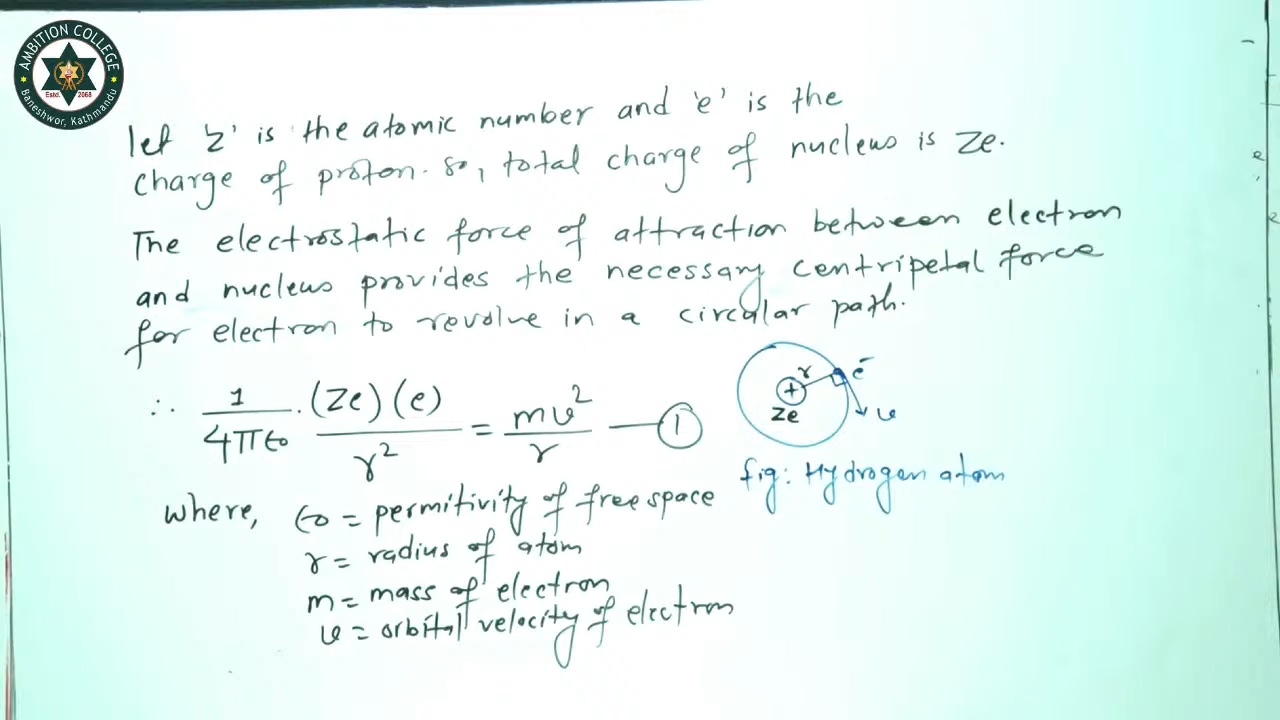 AMBITION COLLEGE
Estd. 2068
Baneshwor, Kathmandu
let 'z' is the atomic number and 'e' is the
charge of proton. so, total charge of nucleus is Ze.
The electrostatic force of attraction between electron
and nucleus provides the necessary centripetal force
for electron to revolve in a circular path.
∴ 1/4πϵ₀ . (Ze)(e)/r² = mv²/r — ①
r e⁻
+
Ze
v
fig: Hydrogen atom
where, ϵ₀ = permitivity of free space
r = radius of atom
m = mass of electron
v = orbital velocity of electron